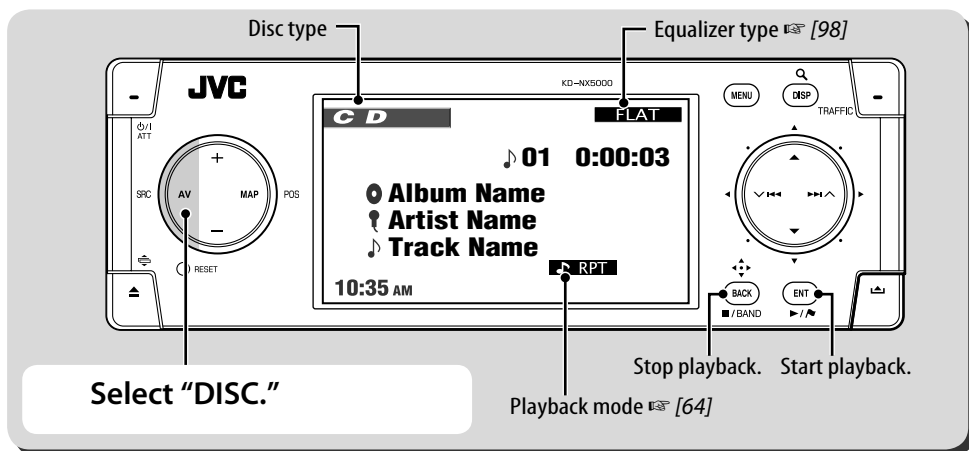 Disc type
Equalizer type ☞ [98]
JVC
KD-NX5000
MENU
DISP
TRAFFIC
⏻/I
ATT
CD
FLAT
♪ 01 0:00:03
Album Name
Artist Name
♪ Track Name
♪ RPT
10:35 AM
+
SRC
AV
MAP
POS
–
RESET
BACK
ENT
■/BAND
►/⚑
Select “DISC.”
Stop playback.
Start playback.
Playback mode ☞ [64]